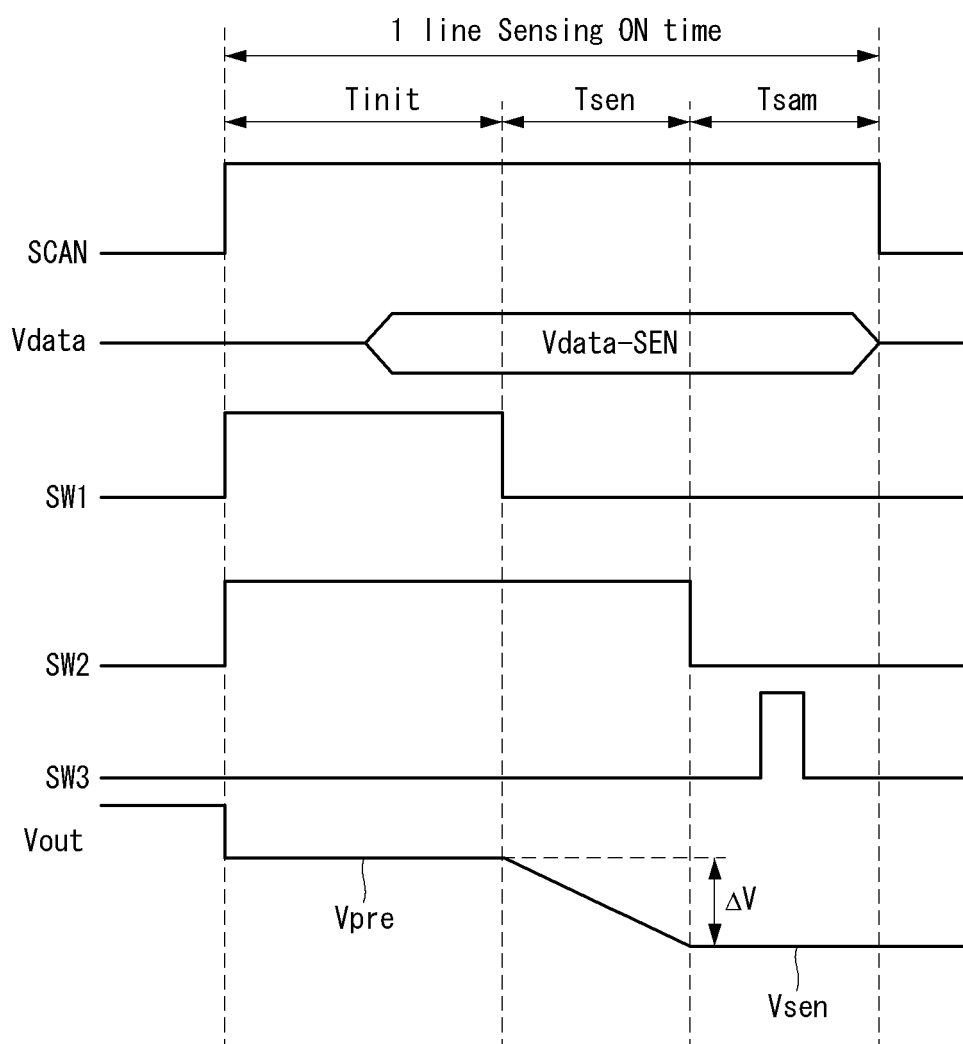 1 line Sensing ON time
Tinit
Tsen
Tsam
SCAN
Vdata
Vdata-SEN
SW1
SW2
SW3
Vout
Vpre
ΔV
Vsen